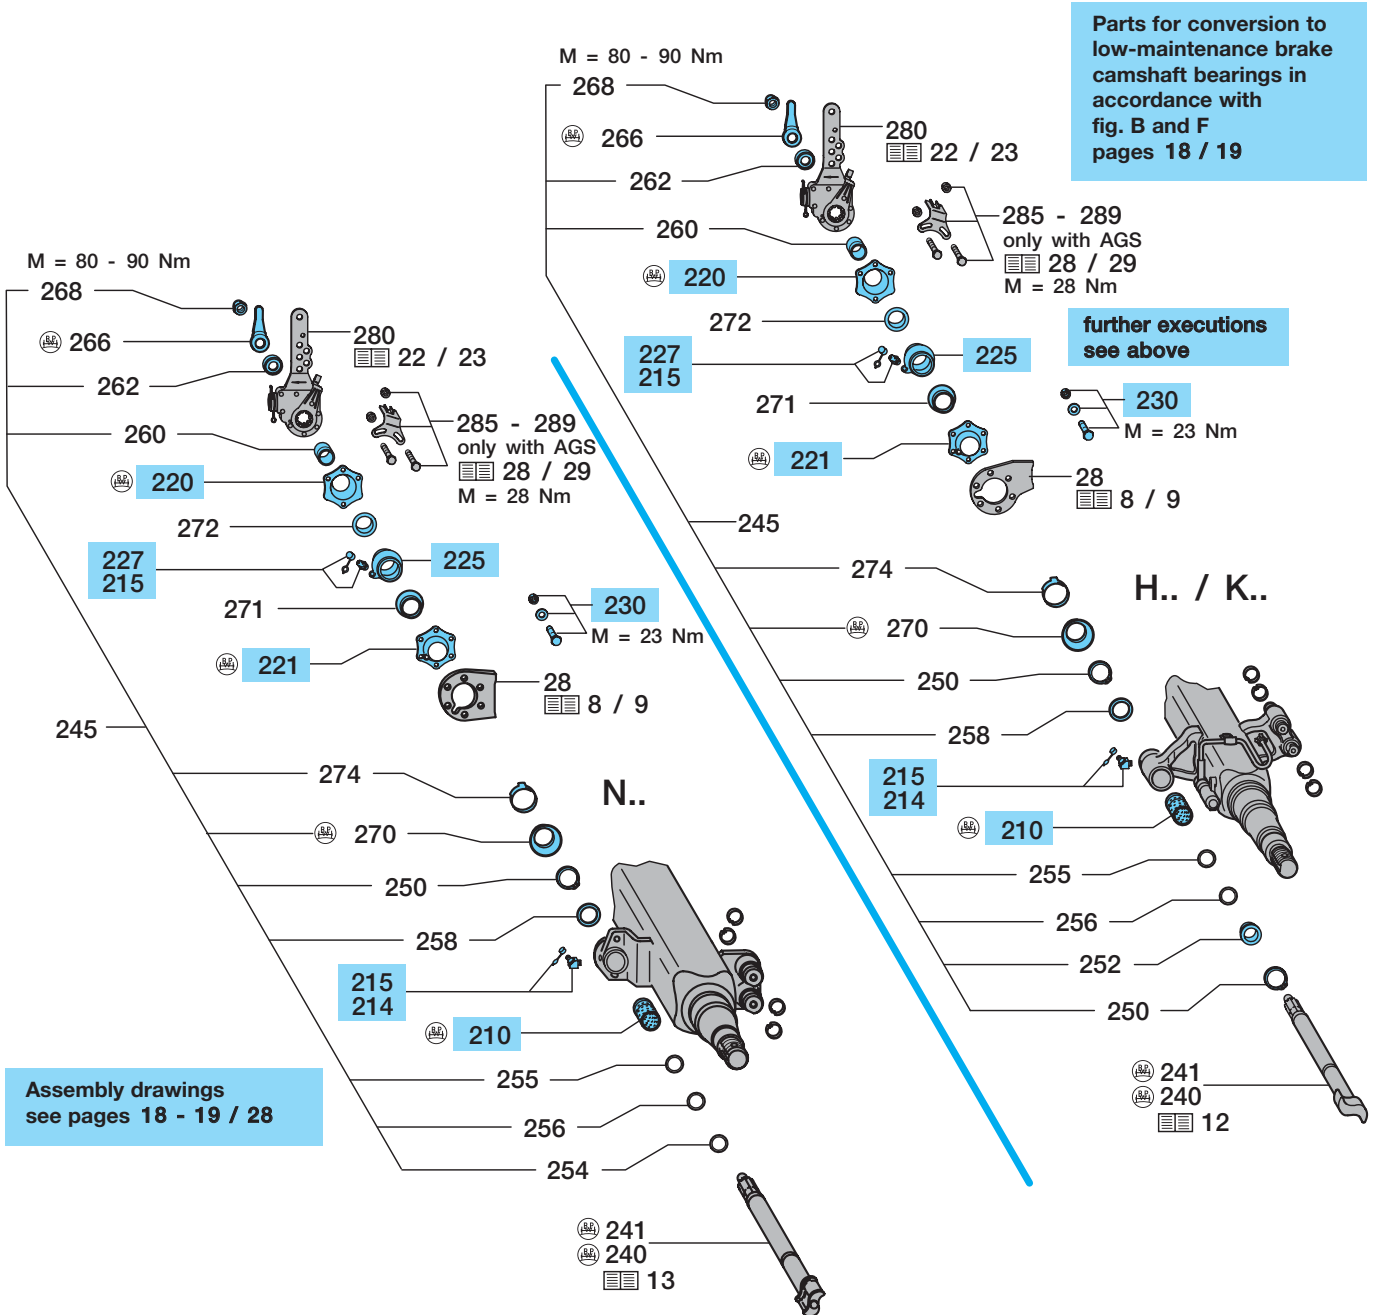 Parts for conversion to
low-maintenance brake
camshaft bearings in
accordance with
fig. B and F
pages 18 / 19
M = 80 - 90 Nm
268
266
262
260
220
272
227
215
225
271
221
280
22 / 23
285 - 289
only with AGS
28 / 29
M = 28 Nm
further executions
see above
230
M = 23 Nm
28
8 / 9
245
274
270
250
258
215
214
210
255
256
252
250
H.. / K..
241
240
12
M = 80 - 90 Nm
268
266
262
260
220
272
227
215
225
271
221
280
22 / 23
285 - 289
only with AGS
28 / 29
M = 28 Nm
230
M = 23 Nm
28
8 / 9
245
274
270
250
258
215
214
210
255
256
254
N..
241
240
13
Assembly drawings
see pages 18 - 19 / 28